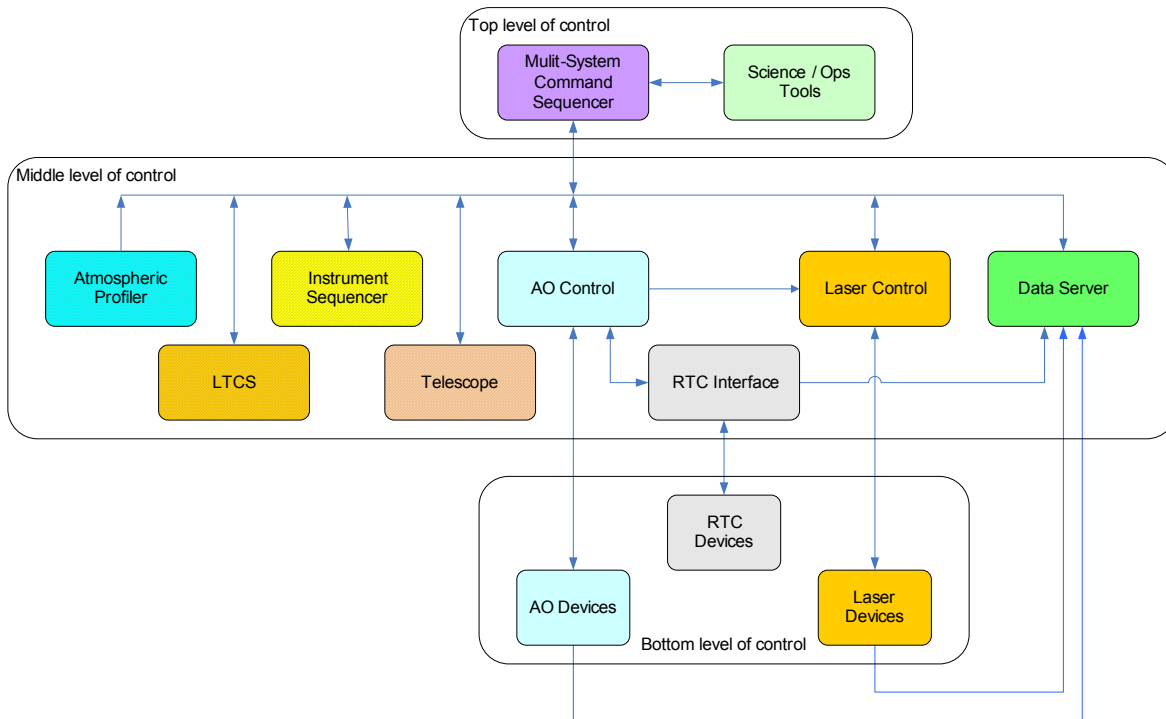 Top level of control
Mulit-System
Command
Sequencer
Science / Ops
Tools
Middle level of control
Atmospheric
Profiler
Instrument
Sequencer
AO Control
Laser Control
Data Server
LTCS
Telescope
RTC Interface
RTC
Devices
AO Devices
Laser
Devices
Bottom level of control